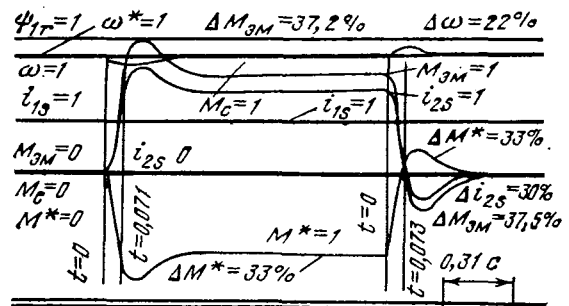 ψ₁ᵣ=1 ω*=1 ΔMэм=37,2% Δω=22%
ω=1
i₁ₛ=1 Mс=1 i₁ₛ=1 Mэм=1
i₂ₛ=1
ΔM*=33%
Mэм=0 i₂ₛ 0
Mс=0 Δi₂ₛ=30%
M*=0 ΔMэм=37,5%
t=0
t=0,071
M*=1
ΔM*=33%
t=0
t=0,073
0,31 с